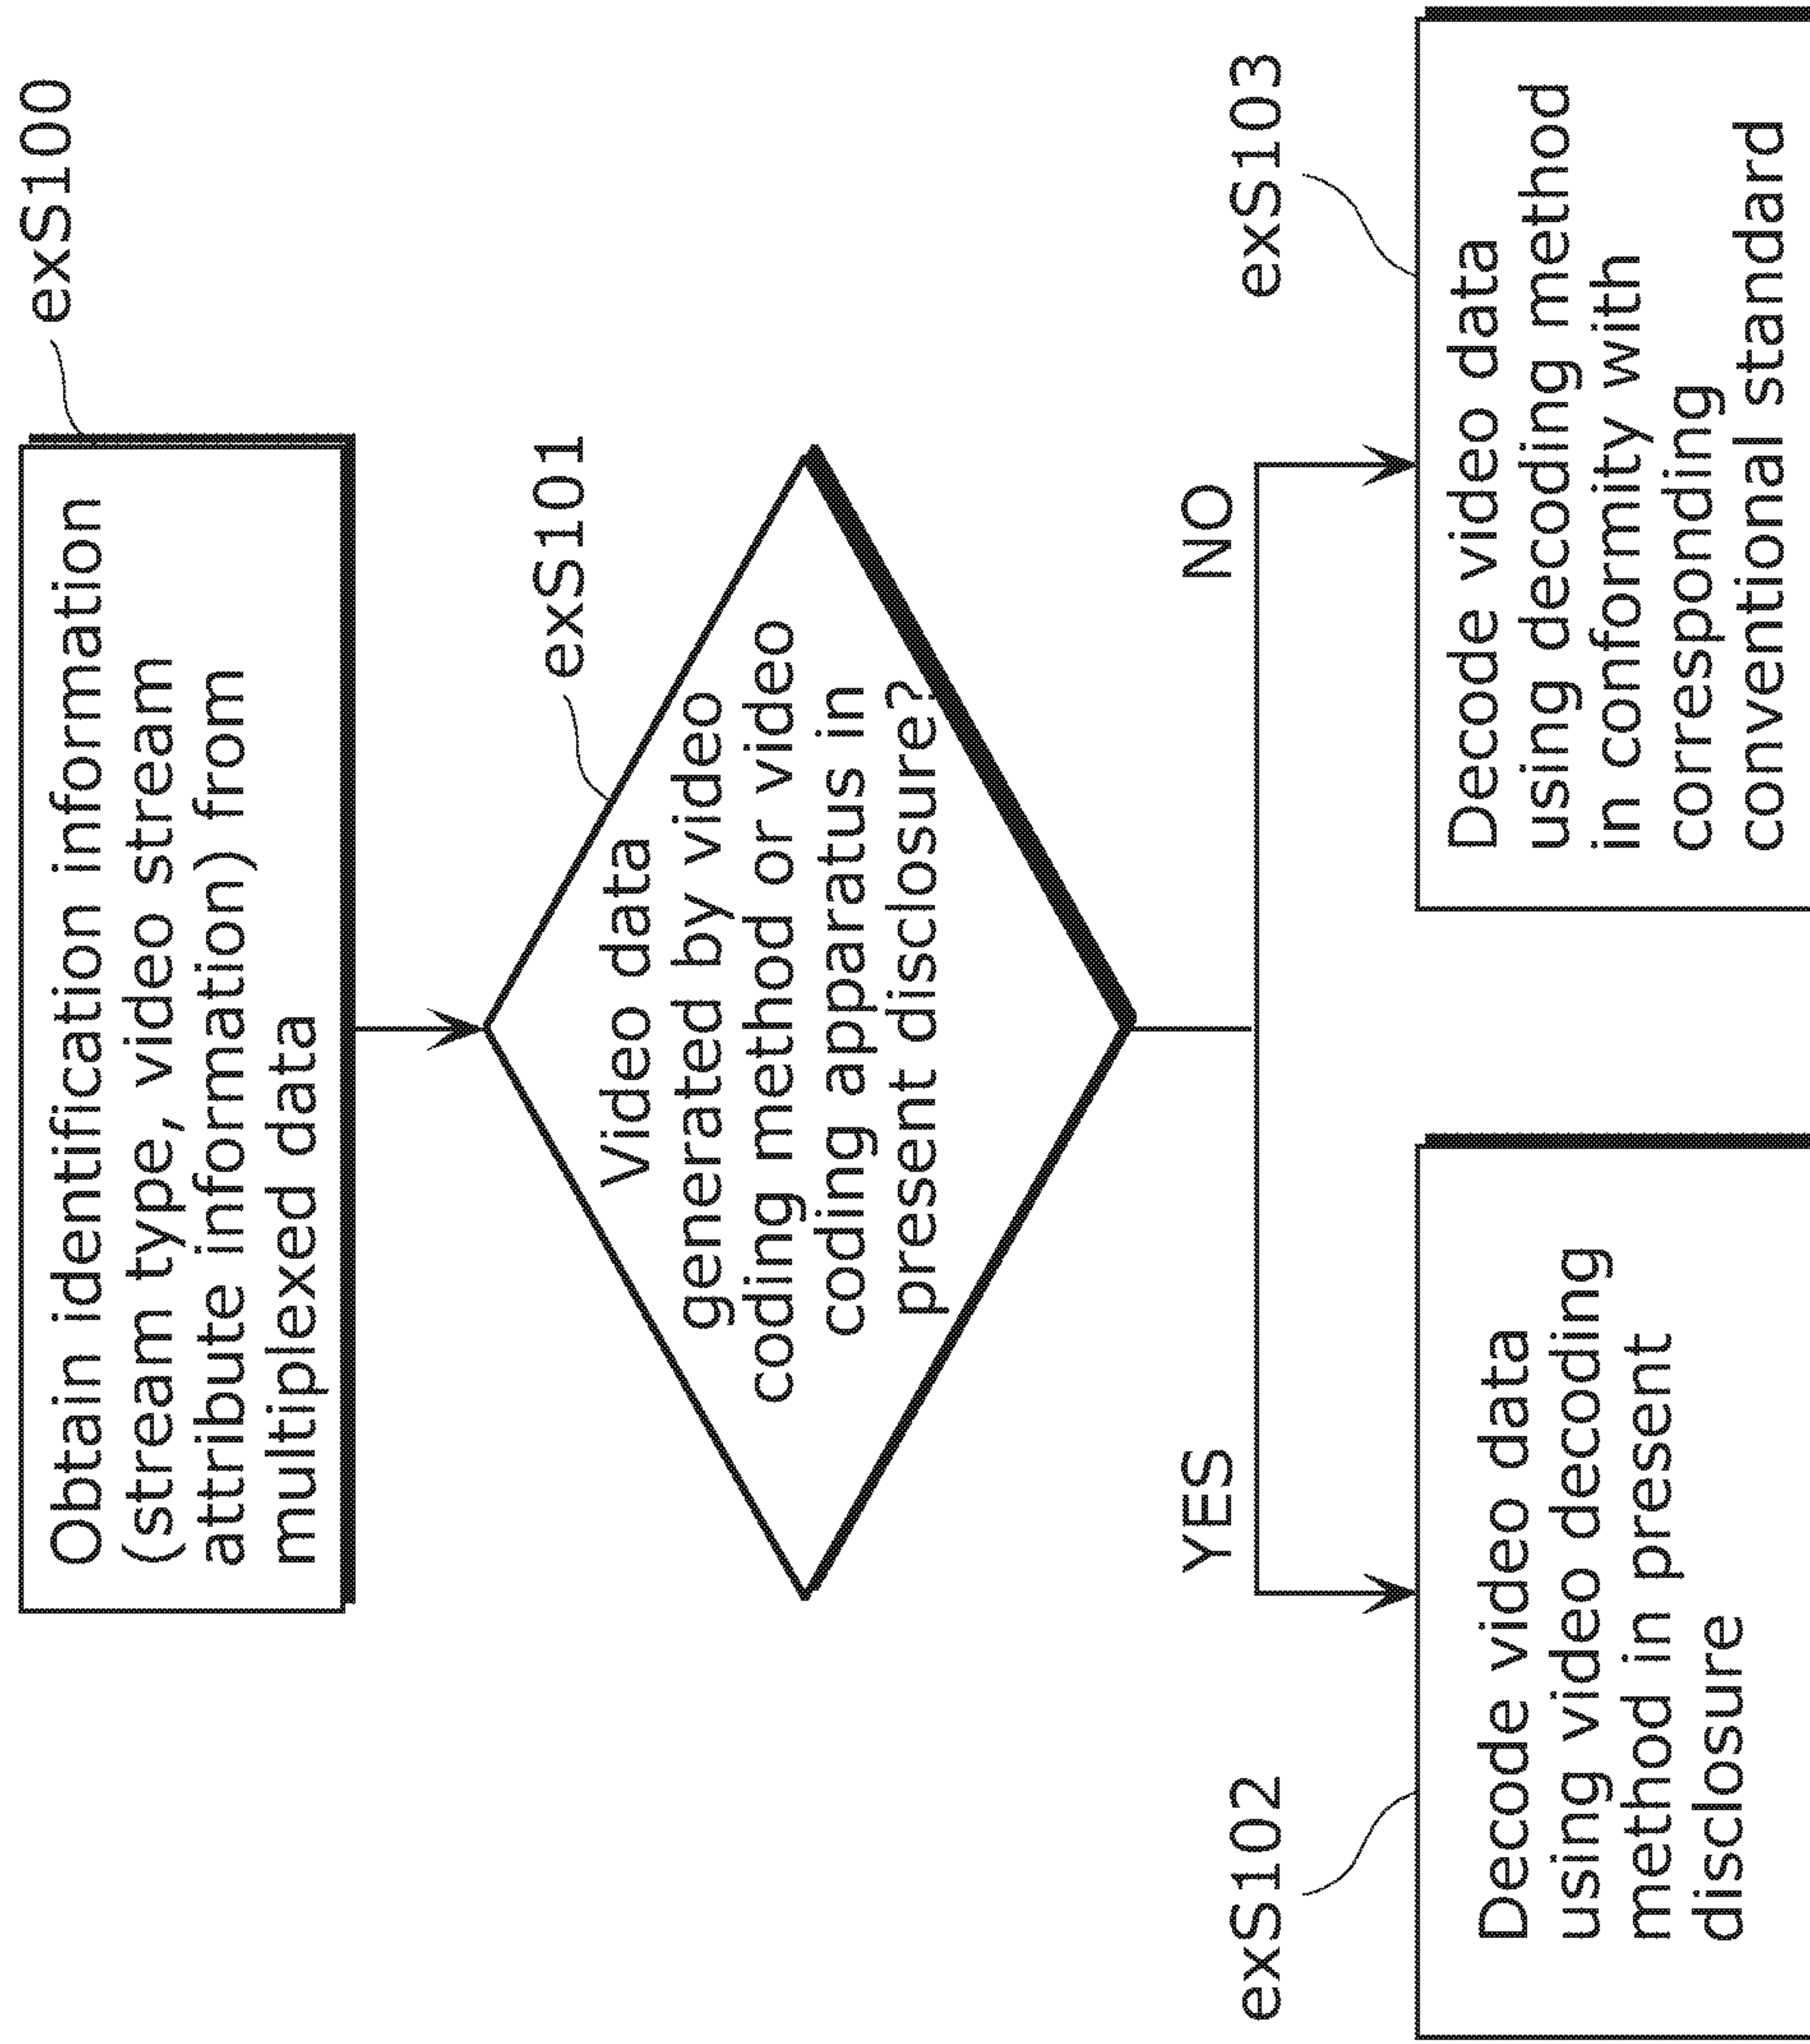 exS100
Obtain identification information
(stream type, video stream
attribute information) from
multiplexed data
exS101
Video data
generated by video
coding method or video
coding apparatus in
present disclosure?
YES
NO
exS102
Decode video data
using video decoding
method in present
disclosure
exS103
Decode video data
using decoding method
in conformity with
corresponding
conventional standard